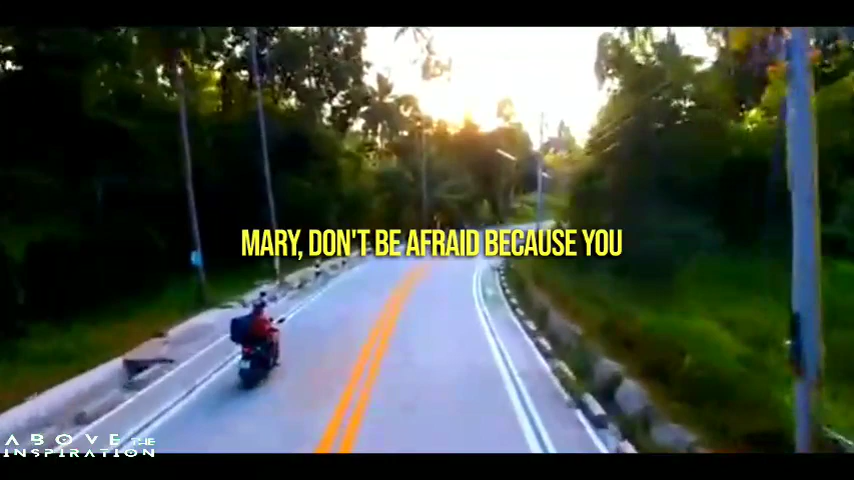 MARY, DON'T BE AFRAID BECAUSE YOU
ABOVE THE
INSPIRATION